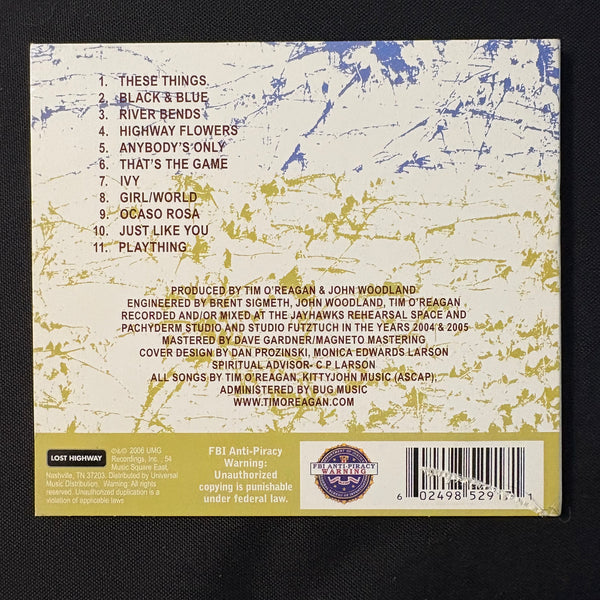 1. THESE THINGS.
2. BLACK & BLUE
3. RIVER BENDS
4. HIGHWAY FLOWERS
5. ANYBODY'S ONLY
6. THAT'S THE GAME
7. IVY
8. GIRL/WORLD
9. OCASO ROSA
10. JUST LIKE YOU
11. PLAYTHING
PRODUCED BY TIM O'REAGAN & JOHN WOODLAND
ENGINEERED BY BRENT SIGMETH, JOHN WOODLAND, TIM O'REAGAN
RECORDED AND/OR MIXED AT THE JAYHAWKS REHEARSAL SPACE AND
PACHYDERM STUDIO AND STUDIO FUTZTUCH IN THE YEARS 2004 & 2005
MASTERED BY DAVE GARDNER/MAGNETO MASTERING
COVER DESIGN BY DAN PROZINSKI, MONICA EDWARDS LARSON
SPIRITUAL ADVISOR- C P LARSON
ALL SONGS BY TIM O'REAGAN, KITTYJOHN MUSIC (ASCAP),
ADMINISTERED BY BUG MUSIC
WWW.TIMOREAGAN.COM
LOST HIGHWAY
℗&© 2006 UMG
Recordings, Inc., 54
Music Square East,
Nashville, TN 37203. Distributed by Universal
Music Distribution. Warning: All rights
reserved. Unauthorized duplication is a
violation of applicable laws
FBI Anti-Piracy
Warning:
Unauthorized
copying is punishable
under federal law.
FBI ANTI-PIRACY
WARNING
6 02498 529 1